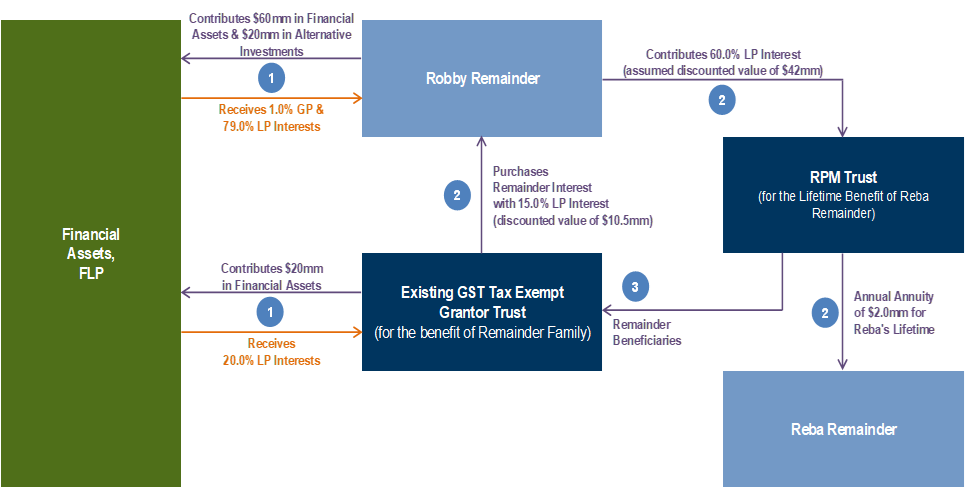 Contributes $60mm in Financial
Assets & $20mm in Alternative
Investments
1
Receives 1.0% GP &
79.0% LP Interests
Robby Remainder
Contributes 60.0% LP Interest
(assumed discounted value of $42mm)
2
RPM Trust
(for the Lifetime Benefit of Reba
Remainder)
2
Purchases
Remainder Interest
with 15.0% LP Interest
(discounted value of $10.5mm)
Financial
Assets,
FLP
Contributes $20mm
in Financial Assets
1
Receives
20.0% LP Interests
Existing GST Tax Exempt
Grantor Trust
(for the benefit of Remainder Family)
3
Remainder
Beneficiaries
2
Annual Annuity
of $2.0mm for
Reba's Lifetime
Reba Remainder